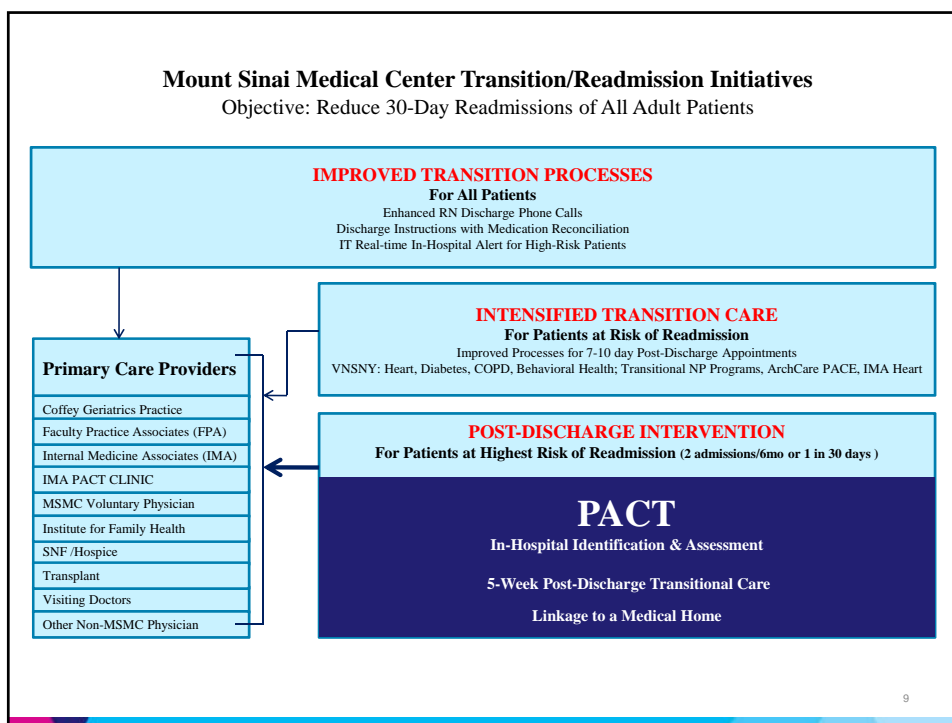 Mount Sinai Medical Center Transition/Readmission Initiatives
Objective: Reduce 30-Day Readmissions of All Adult Patients
IMPROVED TRANSITION PROCESSES
For All Patients
Enhanced RN Discharge Phone Calls
Discharge Instructions with Medication Reconciliation
IT Real-time In-Hospital Alert for High-Risk Patients
INTENSIFIED TRANSITION CARE
For Patients at Risk of Readmission
Improved Processes for 7-10 day Post-Discharge Appointments
VNSNY: Heart, Diabetes, COPD, Behavioral Health; Transitional NP Programs, ArchCare PACE, IMA Heart
Primary Care Providers
Coffey Geriatrics Practice
Faculty Practice Associates (FPA)
Internal Medicine Associates (IMA)
IMA PACT CLINIC
MSMC Voluntary Physician
Institute for Family Health
SNF /Hospice
Transplant
Visiting Doctors
Other Non-MSMC Physician
POST-DISCHARGE INTERVENTION
For Patients at Highest Risk of Readmission (2 admissions/6mo or 1 in 30 days )
PACT
In-Hospital Identification & Assessment
5-Week Post-Discharge Transitional Care
Linkage to a Medical Home
9